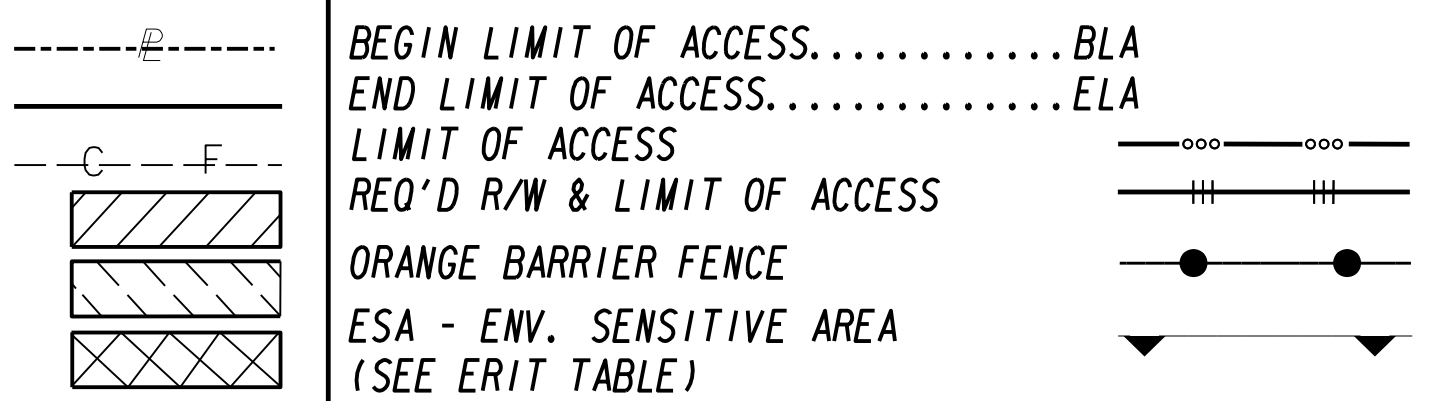 PL
C F
BEGIN LIMIT OF ACCESS............BLA
END LIMIT OF ACCESS..............ELA
LIMIT OF ACCESS
REQ'D R/W & LIMIT OF ACCESS
ORANGE BARRIER FENCE
ESA - ENV. SENSITIVE AREA
(SEE ERIT TABLE)